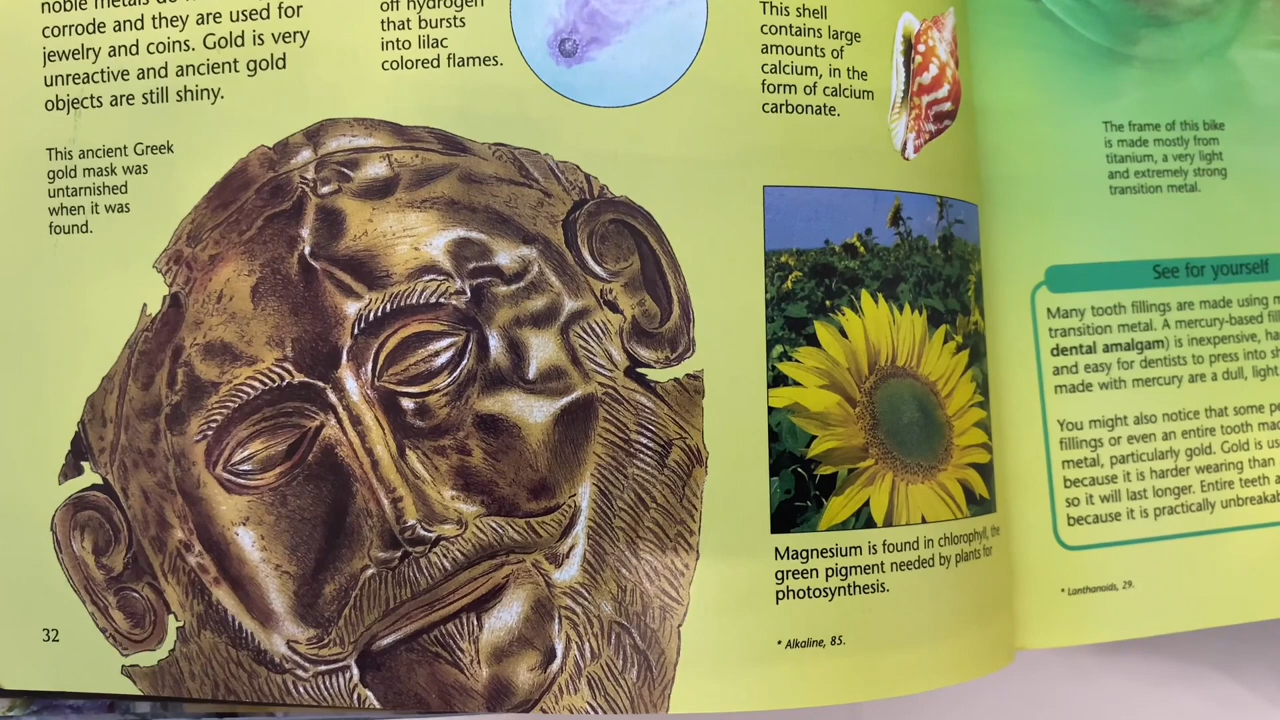 noble metals do
corrode and they are used for
jewelry and coins. Gold is very
unreactive and ancient gold
objects are still shiny.
This ancient Greek
gold mask was
untarnished
when it was
found.
off hydrogen
that bursts
into lilac
colored flames.
This shell
contains large
amounts of
calcium, in the
form of calcium
carbonate.
Magnesium is found in chlorophyll, the
green pigment needed by plants for
photosynthesis.
* Alkaline, 85.
32
The frame of this bike
is made mostly from
titanium, a very light
and extremely strong
transition metal.
See for yourself
Many tooth fillings are made using
transition metal. A mercury-based
dental amalgam) is inexpensive,
and easy for dentists to press into
made with mercury are a dull, light
You might also notice that some
fillings or even an entire tooth
metal, particularly gold. Gold is
because it is harder wearing than
so it will last longer. Entire teeth
because it is practically
* Lanthanoids, 29.